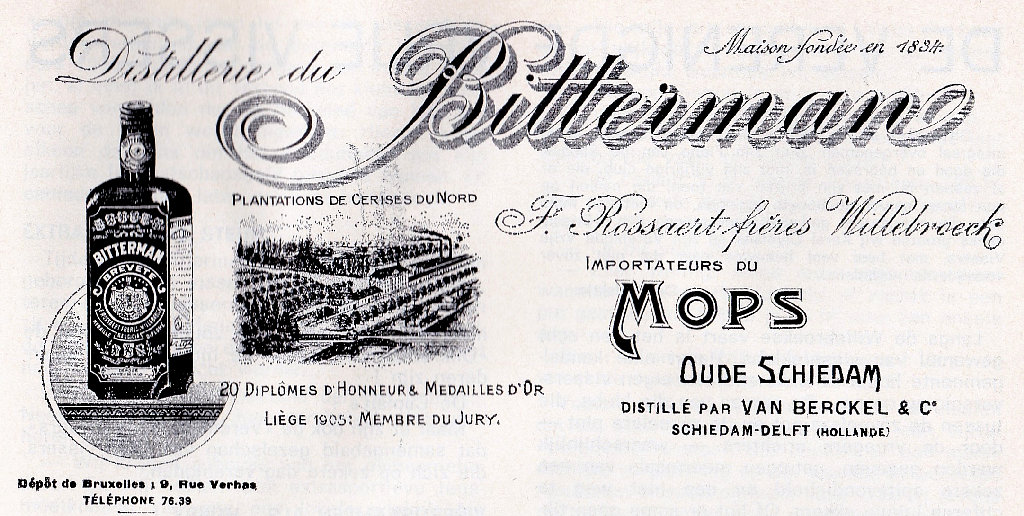 Maison fondée en 1834.
Distillerie du Bitterman
PLANTATIONS DE CERISES DU NORD
F. Rossaert frères Willebroeck
IMPORTATEURS DU
MOPS
OUDE SCHIEDAM
DISTILLÉ PAR VAN BERCKEL & Cº
SCHIEDAM-DELFT (HOLLANDE)
BITTERMAN
BREVETÉ
20 DIPLÔMES D'HONNEUR & MEDAILLES D'OR
LIÈGE 1905: MEMBRE DU JURY.
Dépôt de Bruxelles : 9, Rue Verhas
TÉLÉPHONE 76.39